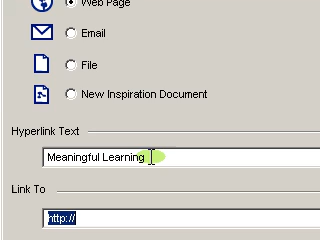 Web Page
Email
File
New Inspiration Document
Hyperlink Text
Meaningful Learning
Link To
http://